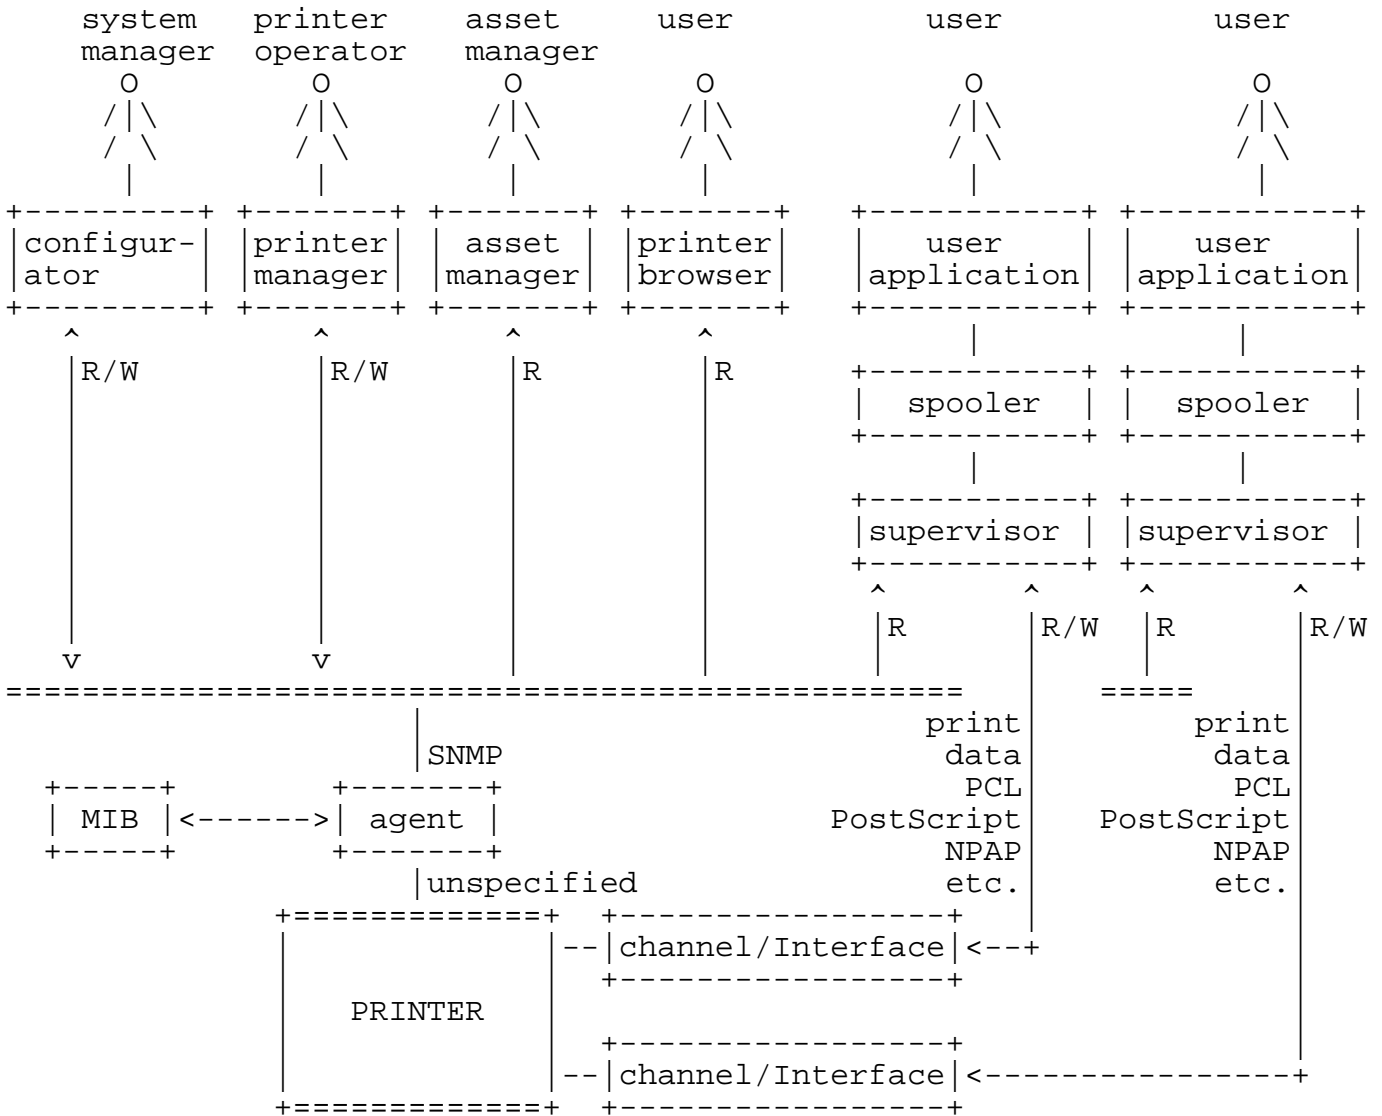 system printer asset user user user
manager operator manager
configur- printer asset printer user user
ator manager manager browser application application
R/W R/W R R
spooler spooler
supervisor supervisor
R R/W R R/W
print print
SNMP data data
PCL PCL
MIB agent PostScript PostScript
NPAP NPAP
unspecified etc. etc.
channel/Interface
PRINTER
channel/Interface